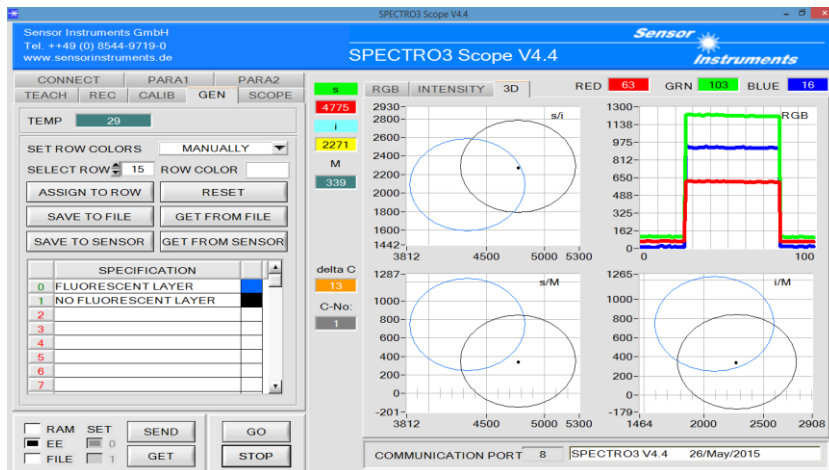 SPECTRO3 Scope V4.4
Sensor Instruments GmbH
Tel. ++49 (0) 8544-9719-0
www.sensorinstruments.de
SPECTRO3 Scope V4.4
Sensor
Instruments
CONNECT PARA1 PARA2
TEACH REC CALIB GEN SCOPE
TEMP 29
SET ROW COLORS MANUALLY
SELECT ROW 15 ROW COLOR
ASSIGN TO ROW RESET
SAVE TO FILE GET FROM FILE
SAVE TO SENSOR GET FROM SENSOR
SPECIFICATION
0 FLUORESCENT LAYER
1 NO FLUORESCENT LAYER
2
3
4
5
6
7
RAM SET
EE 0
FILE 1
SEND GO
GET STOP
s
4775
i
2271
M
339
delta C
13
C-No:
1
RGB INTENSITY 3D
RED 63 GRN 103 BLUE 16
s/i
2930-
2800-
2600-
2400-
2200-
2000-
1800-
1600-
1442-
3812 4500 5000 5300
RGB
1300-
1138-
975-
812-
650-
488-
325-
162-
0-
0 100
s/M
1287-
1000-
800-
600-
400-
200-
0-
-201-
3812 4500 5000 5300
i/M
1265-
1000-
800-
600-
400-
200-
0-
-179-
1464 2000 2500 2908
COMMUNICATION PORT 8 SPECTRO3 V4.4 26/May/2015